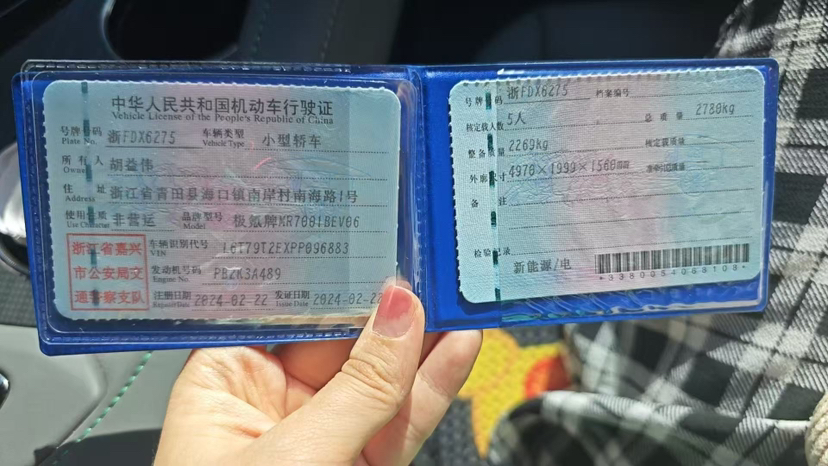 中华人民共和国机动车行驶证
Vehicle License of the People's Republic of China
号牌号码 浙FDX6275 车辆类型 小型轿车
Plate No. Vehicle Type
所有人 胡益伟
Owner
住址 浙江省青田县海口镇南岸村南海路1号
Address
使用性质 非营运 品牌型号 极氪牌MR7001BEV06
Use Character Model
浙江省嘉兴
市公安局交
通警察支队
车辆识别代号 L6T79T2EXPP096883
VIN
发动机号码 PBZK3A489
Engine No.
注册日期 2024-02-22 发证日期 2024-02-22
Register Date Issue Date
号牌号码 浙FDX6275 档案编号
核定载人数 5人 总质量 2780kg
整备质量 2269kg 核定载质量
外廓尺寸 4970×1999×1560mm 准牵引总质量
备注
检验记录
新能源/电
*3380054068108*